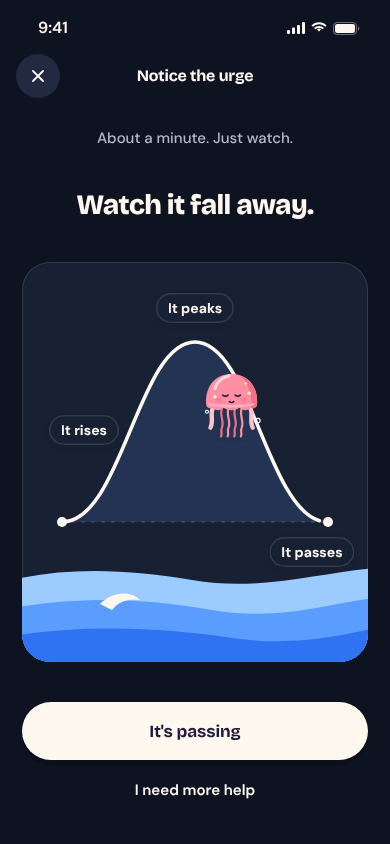 9:41
Notice the urge
About a minute. Just watch.
Watch it fall away.
It peaks
It rises
It passes
It's passing
I need more help